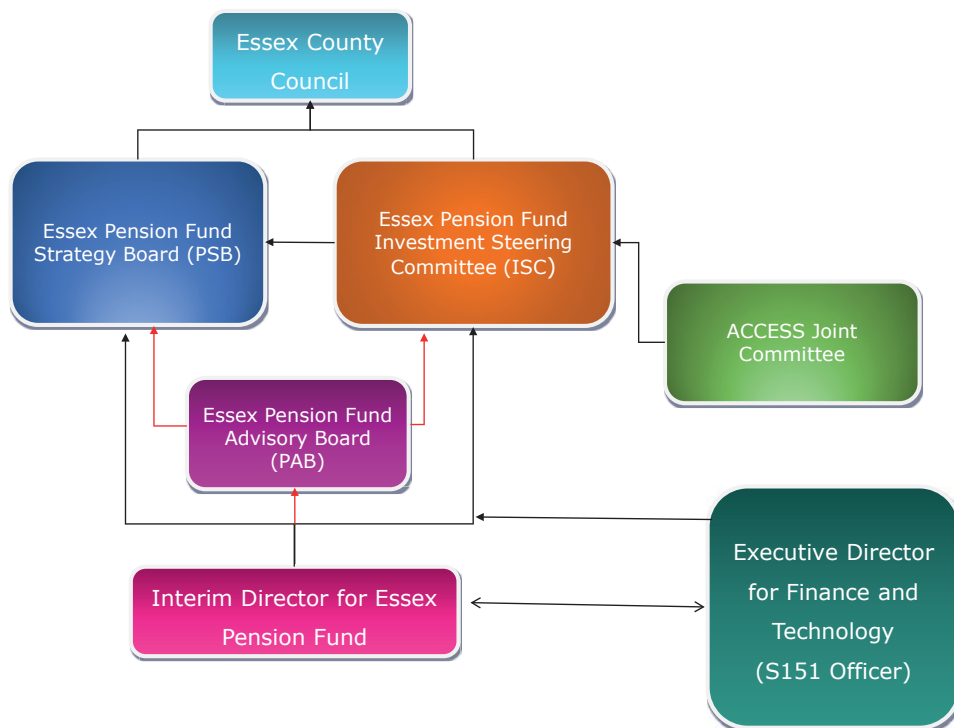 Essex County
Council
Essex Pension Fund
Strategy Board (PSB)
Essex Pension Fund
Investment Steering
Committee (ISC)
ACCESS Joint
Committee
Essex Pension Fund
Advisory Board
(PAB)
Executive Director
for Finance and
Technology
(S151 Officer)
Interim Director for Essex
Pension Fund